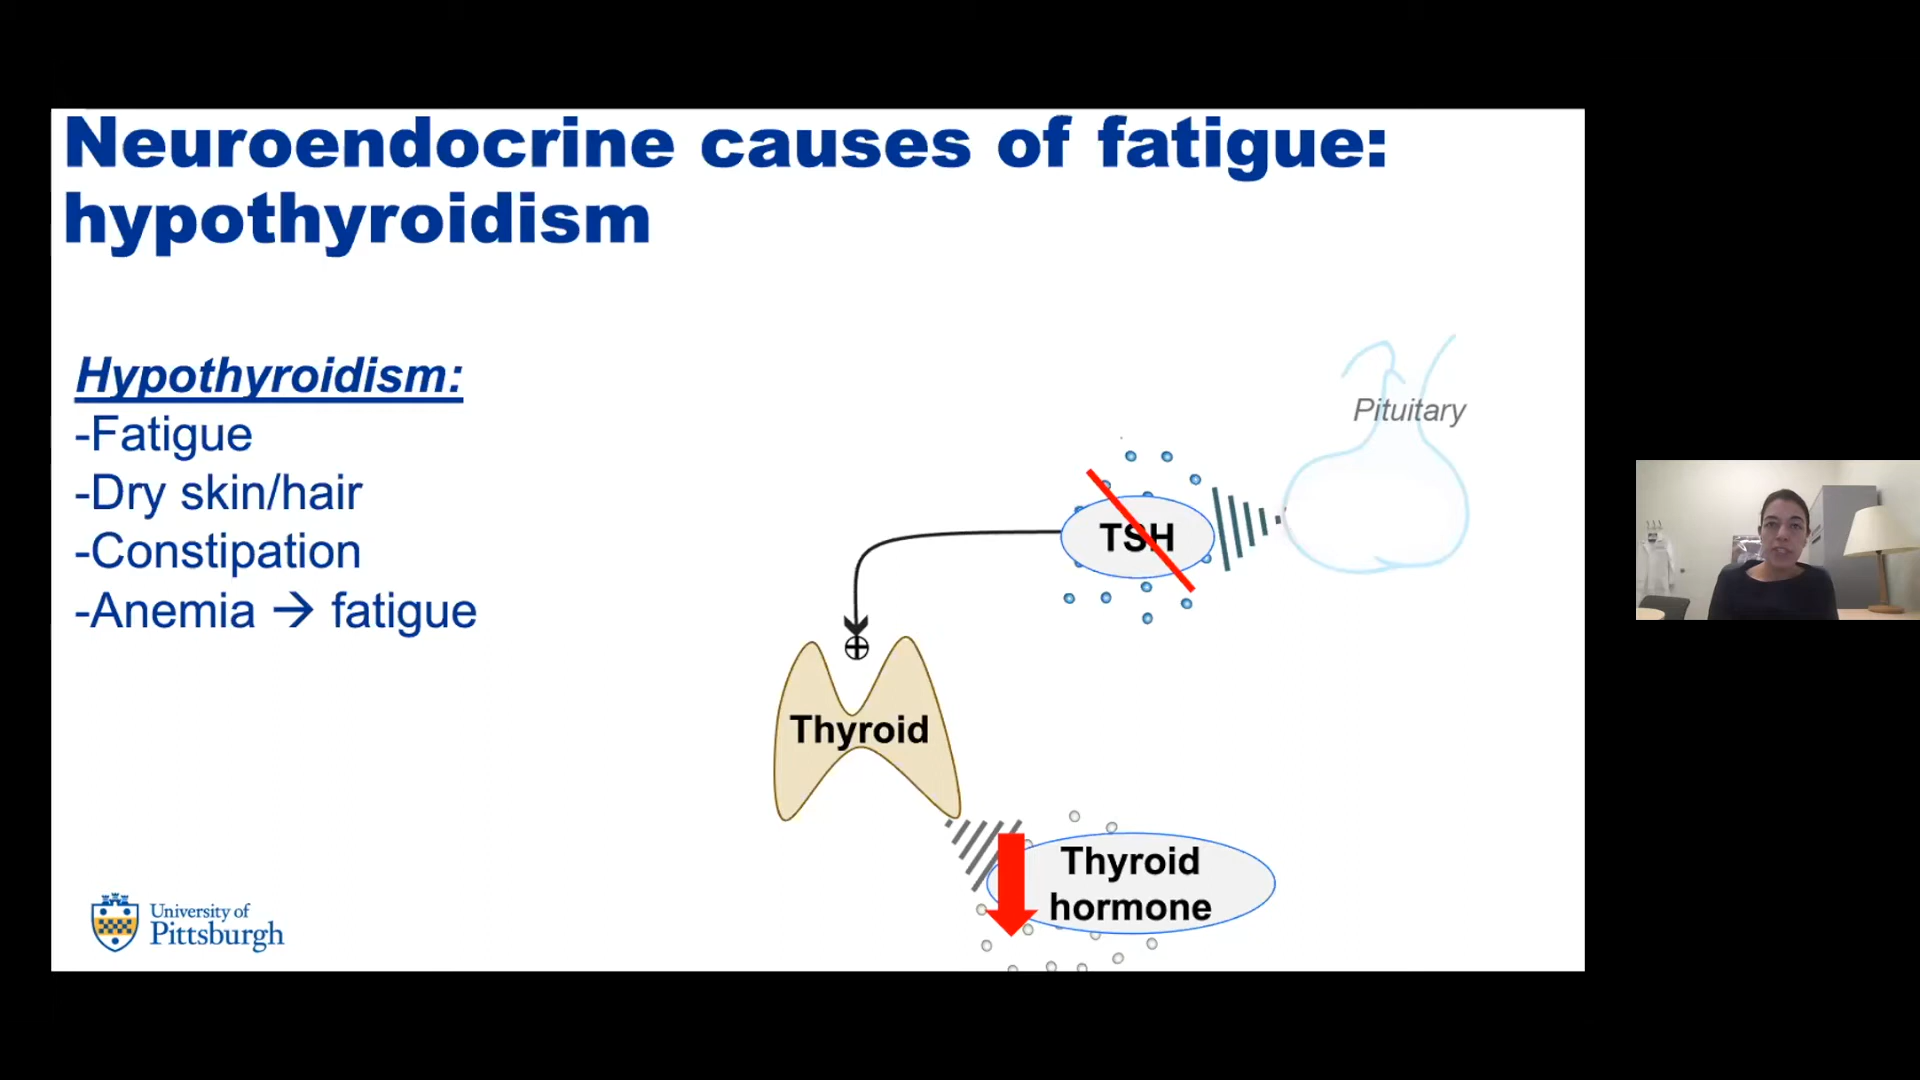 Neuroendocrine causes of fatigue:
hypothyroidism
Hypothyroidism:
-Fatigue
-Dry skin/hair
-Constipation
-Anemia → fatigue
Pituitary
TSH
Thyroid
Thyroid
hormone
University of
Pittsburgh